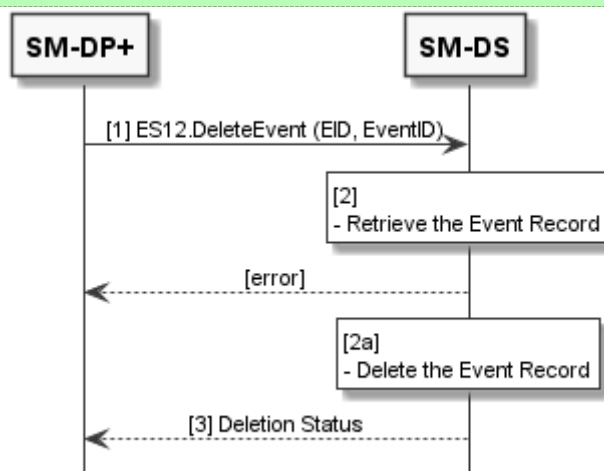 SM-DP+
SM-DS
[1] ES12.DeleteEvent (EID, EventID)
[2]
- Retrieve the Event Record
[error]
[2a]
- Delete the Event Record
[3] Deletion Status